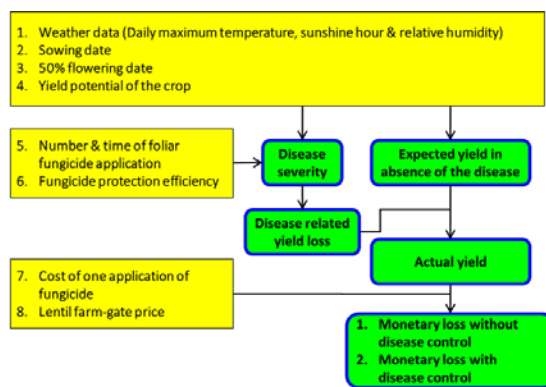 1. Weather data (Daily maximum temperature, sunshine hour & relative humidity)
2. Sowing date
3. 50% flowering date
4. Yield potential of the crop
5. Number & time of foliar
fungicide application
6. Fungicide protection efficiency
Disease
severity
Expected yield in
absence of the disease
Disease related
yield loss
Actual yield
7. Cost of one application of
fungicide
8. Lentil farm-gate price
1. Monetary loss without
disease control
2. Monetary loss with
disease control